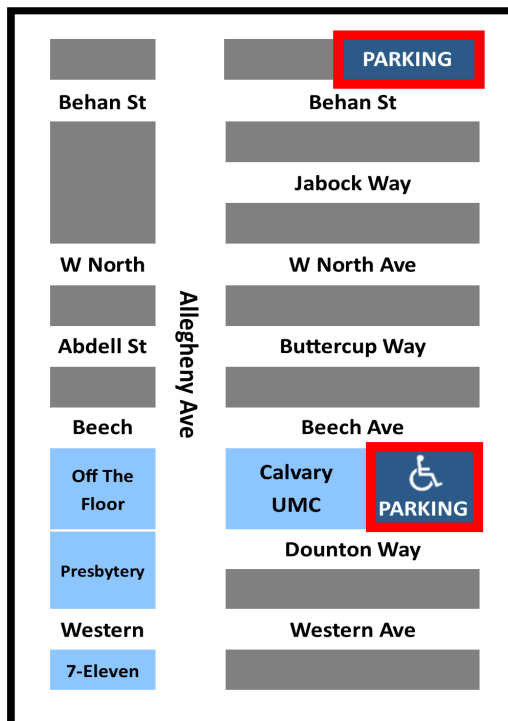 PARKING
Behan St
Behan St
Jabock Way
W North
W North Ave
Allegheny Ave
Abdell St
Buttercup Way
Beech
Beech Ave
Off The
Floor
Calvary
UMC
PARKING
Presbytery
Dounton Way
Western
Western Ave
7-Eleven